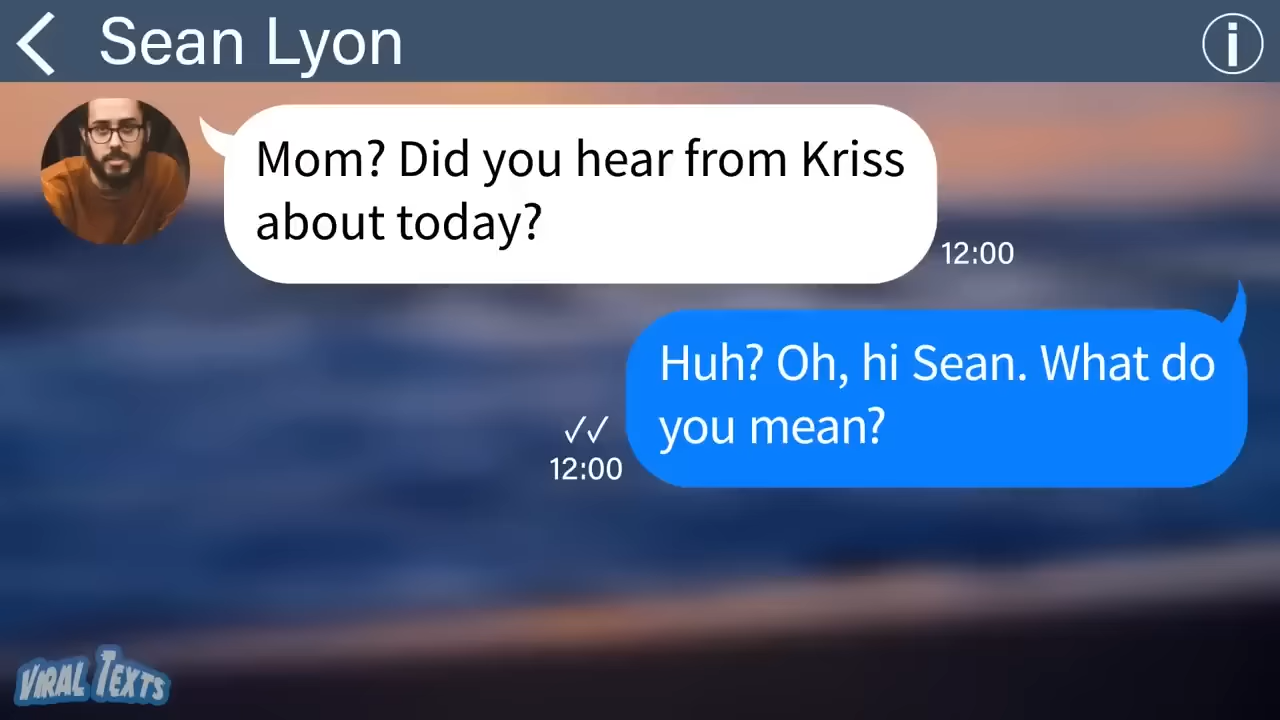 Sean Lyon
i
Mom? Did you hear from Kriss
about today?
12:00
Huh? Oh, hi Sean. What do
you mean?
12:00
VIRAL TEXTS